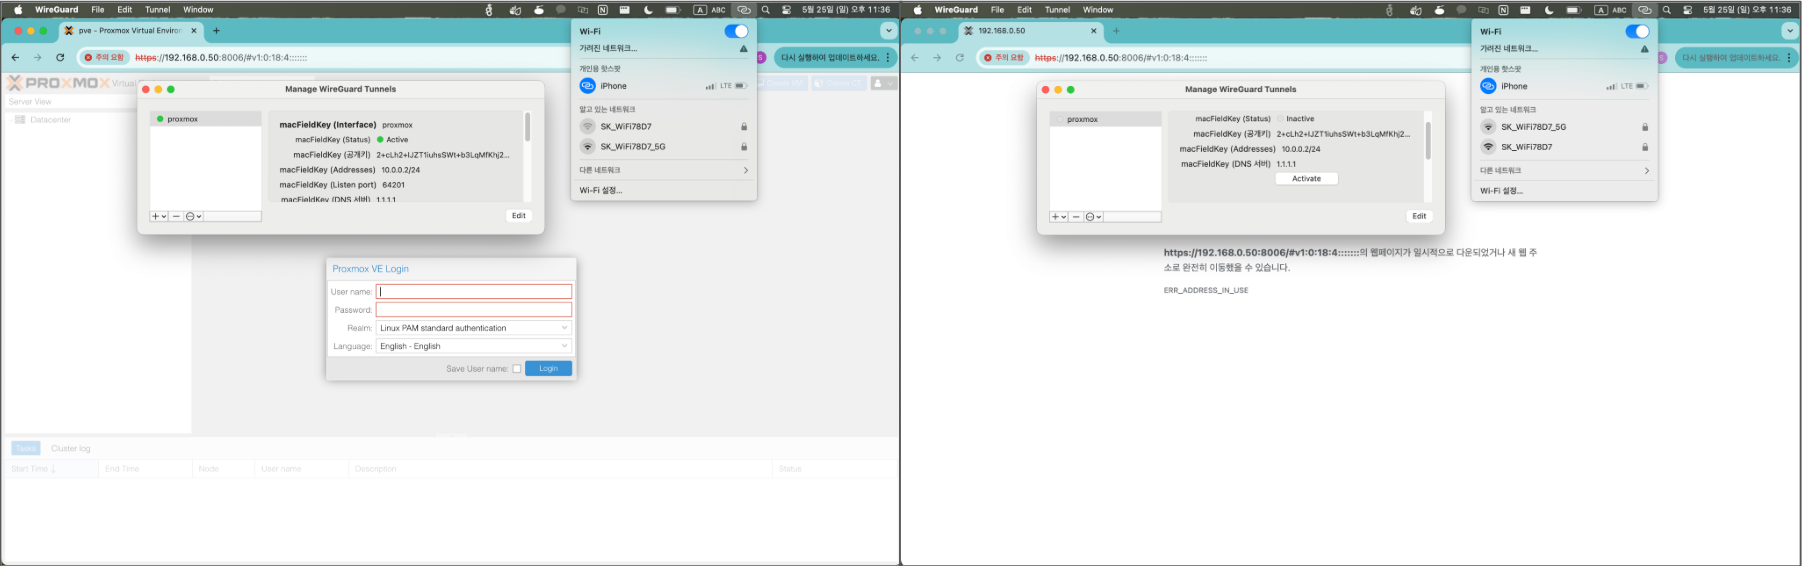 WireGuard File Edit Tunnel Window
N A ABC 5월 25일 (일) 오후 11:36
pve - Proxmox Virtual Environ
주의 요함 https://192.168.0.50:8006/#v1:0:18:4:::::::
다시 실행하여 업데이트하세요.
PROXMOX Virtual
Create VM Create CT
Server View
Datacenter
Manage WireGuard Tunnels
proxmox
macFieldKey (Interface) proxmox
macFieldKey (Status) Active
macFieldKey (공개키) 2+cLh2+IJZT1iuhsSWt+b3LqMfKhj2...
macFieldKey (Addresses) 10.0.0.2/24
macFieldKey (Listen port) 64201
macFieldKey (DNS 서버) 1.1.1.1
Edit
Wi-Fi
가려진 네트워크...
개인용 핫스팟
iPhone LTE
알고 있는 네트워크
SK_WiFi78D7
SK_WiFi78D7_5G
다른 네트워크
Wi-Fi 설정...
Proxmox VE Login
User name:
Password:
Realm: Linux PAM standard authentication
Language: English - English
Save User name: Login
Tasks Cluster log
Start Time End Time Node User name Description Status
WireGuard File Edit Tunnel Window
N A ABC 5월 25일 (일) 오후 11:36
192.168.0.50
주의 요함 https://192.168.0.50:8006/#v1:0:18:4:::::::
다시 실행하여 업데이트하세요.
Manage WireGuard Tunnels
proxmox
macFieldKey (Status) Inactive
macFieldKey (공개키) 2+cLh2+IJZT1iuhsSWt+b3LqMfKhj2...
macFieldKey (Addresses) 10.0.0.2/24
macFieldKey (DNS 서버) 1.1.1.1
Activate
Edit
Wi-Fi
가려진 네트워크...
개인용 핫스팟
iPhone LTE
알고 있는 네트워크
SK_WiFi78D7_5G
SK_WiFi78D7
다른 네트워크
Wi-Fi 설정...
https://192.168.0.50:8006/#v1:0:18:4:::::::의 웹페이지가 일시적으로 다운되었거나 새 웹 주
소로 완전히 이동했을 수 있습니다.
ERR_ADDRESS_IN_USE